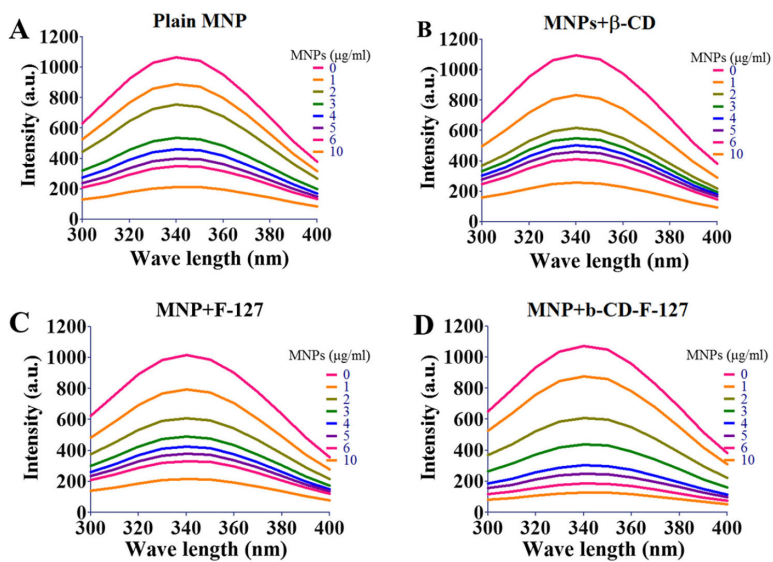 A
Plain MNP
Intensity (a.u.)
1200
1000
800
600
400
200
0
300 320 340 360 380 400
Wave length (nm)
MNPs (μg/ml)
0
1
2
3
4
5
6
10
B
MNPs+β-CD
Intensity (a.u.)
1200
1000
800
600
400
200
0
300 320 340 360 380 400
Wave length (nm)
MNPs (μg/ml)
0
1
2
3
4
5
6
10
C
MNP+F-127
Intensity (a.u.)
1200
1000
800
600
400
200
0
300 320 340 360 380 400
Wave length (nm)
MNPs (μg/ml)
0
1
2
3
4
5
6
10
D
MNP+b-CD-F-127
Intensity (a.u.)
1200
1000
800
600
400
200
0
300 320 340 360 380 400
Wave length (nm)
MNPs (μg/ml)
0
1
2
3
4
5
6
10